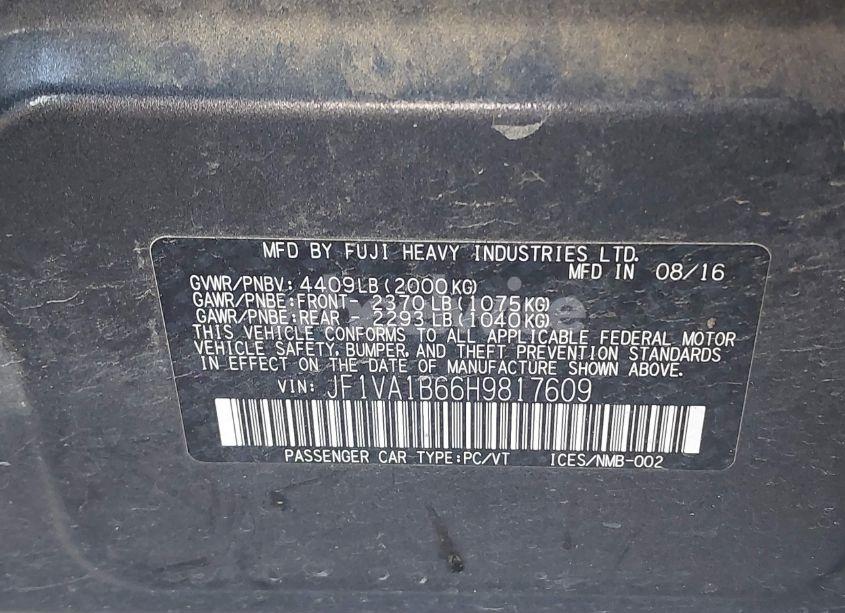 MFD BY FUJI HEAVY INDUSTRIES LTD.
MFD IN 08/16
GVWR/PNBV: 4409LB(2000KG)
GAWR/PNBE:FRONT- 2370LB(1075KG)
GAWR/PNBE:REAR - 2293LB(1040KG)
THIS VEHICLE CONFORMS TO ALL APPLICABLE FEDERAL MOTOR
VEHICLE SAFETY, BUMPER, AND THEFT PREVENTION STANDARDS
IN EFFECT ON THE DATE OF MANUFACTURE SHOWN ABOVE.
VIN: JF1VA1B66H9817609
PASSENGER CAR TYPE:PC/VT ICES/NMB-002